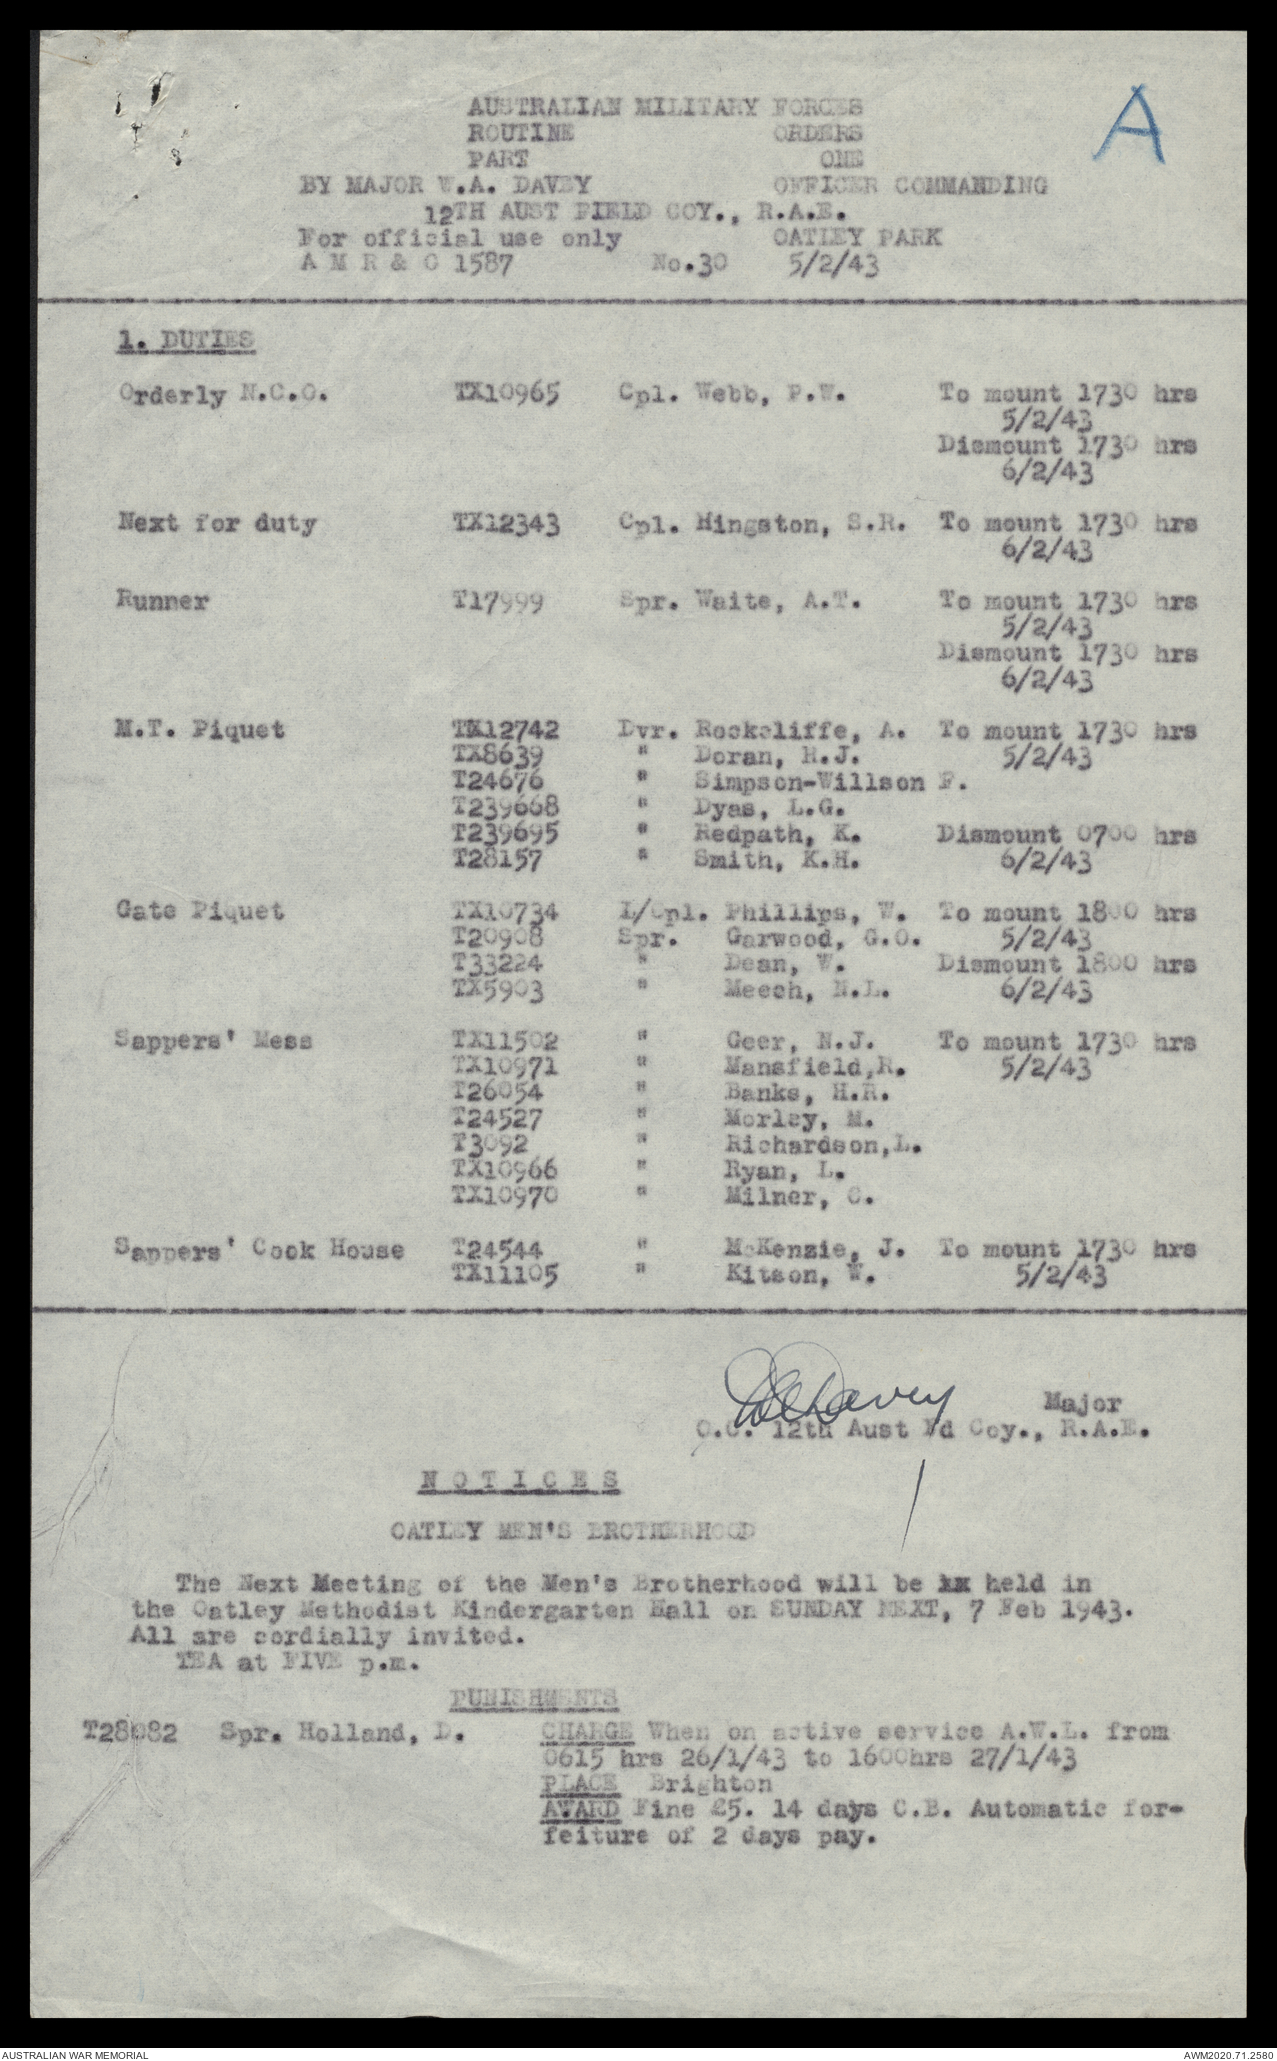 A
AUSTRALIAN MILITARY FORCES
ROUTINE ORDERS
PART ONE
BY MAJOR W.A. DAVEY OFFICER COMMANDING
12TH AUST FIELD COY., R.A.E.
For official use only OATLEY PARK
A M R & O 1587 No.30 5/2/43
1. DUTIES
Orderly N.C.O. TX10965 Cpl. Webb, P.W. To mount 1730 hrs
5/2/43
Dismount 1730 hrs
6/2/43
Next for duty TX12343 Cpl. Hingston, S.R. To mount 1730 hrs
6/2/43
Runner T17999 Spr. Waite, A.T. To mount 1730 hrs
5/2/43
Dismount 1730 hrs
6/2/43
M.T. Piquet TX12742 Dvr. Rockcliffe, A. To mount 1730 hrs
TX8639 " Doran, H.J. 5/2/43
T24676 " Simpson-Willson F.
T239668 " Dyas, L.G.
T239695 " Redpath, K. Dismount 0700 hrs
T28157 " Smith, K.H. 6/2/43
Gate Piquet TX10734 L/Cpl. Phillips, W. To mount 1800 hrs
T20908 Spr. Garwood, G.O. 5/2/43
T33224 " Dean, W. Dismount 1800 hrs
TX5903 " Meech, N.L. 6/2/43
Sappers' Mess TX11502 " Geer, N.J. To mount 1730 hrs
TX10971 " Mansfield,R. 5/2/43
T26054 " Banks, H.R.
T24527 " Morley, M.
T3092 " Richardson,L.
TX10966 " Ryan, L.
TX10970 " Milner, C.
Sappers' Cook House T24544 " McKenzie, J. To mount 1730 hrs
TX11105 " Kitson, W. 5/2/43
WADavey Major
O.C. 12th Aust Fd Coy., R.A.E.
N O T I C E S
OATLEY MEN'S BROTHERHOOD
The Next Meeting of the Men's Brotherhood will be xx held in
the Oatley Methodist Kindergarten Hall on SUNDAY NEXT, 7 Feb 1943.
All are cordially invited.
TEA at FIVE p.m.
PUNISHMENTS
T28082 Spr. Holland, D. CHARGE When on active service A.W.L. from
0615 hrs 26/1/43 to 1600hrs 27/1/43
PLACE Brighton
AWARD Fine £5. 14 days C.B. Automatic for-
feiture of 2 days pay.
AUSTRALIAN WAR MEMORIAL AWM2020.71.2580